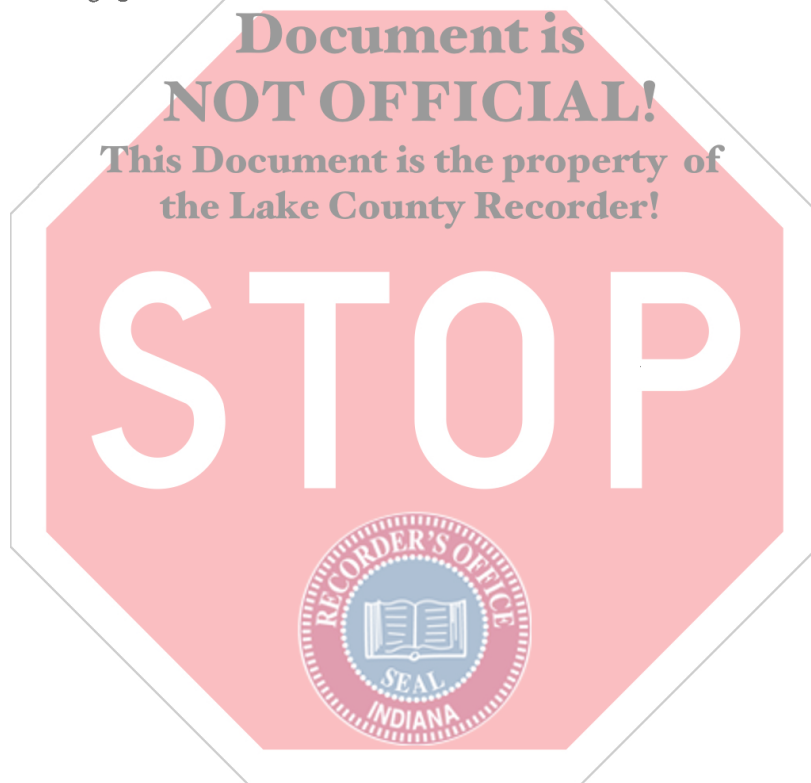 Document is
NOT OFFICIAL!
This Document is the property of
the Lake County Recorder!
STOP
RECORDER'S OFFICE
SEAL
INDIANA